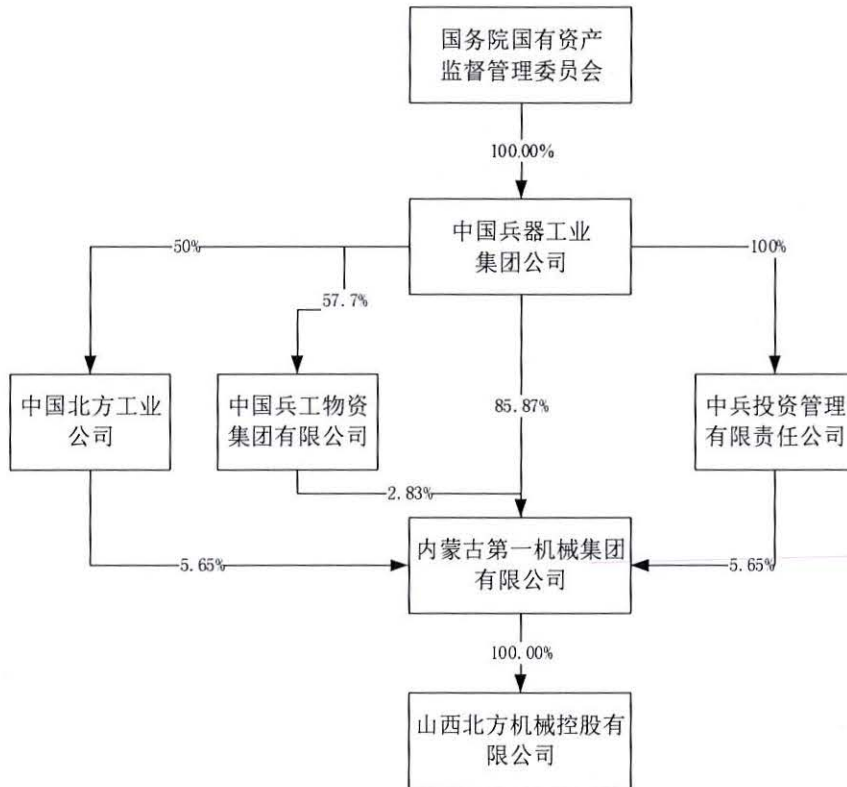 国务院国有资产
监督管理委员会
100.00%
中国兵器工业
集团公司
50%
100%
57.7%
中国北方工业
公司
中国兵工物资
集团有限公司
85.87%
中兵投资管理
有限责任公司
2.83%
内蒙古第一机械集团
有限公司
5.65%
5.65%
100.00%
山西北方机械控股有
限公司